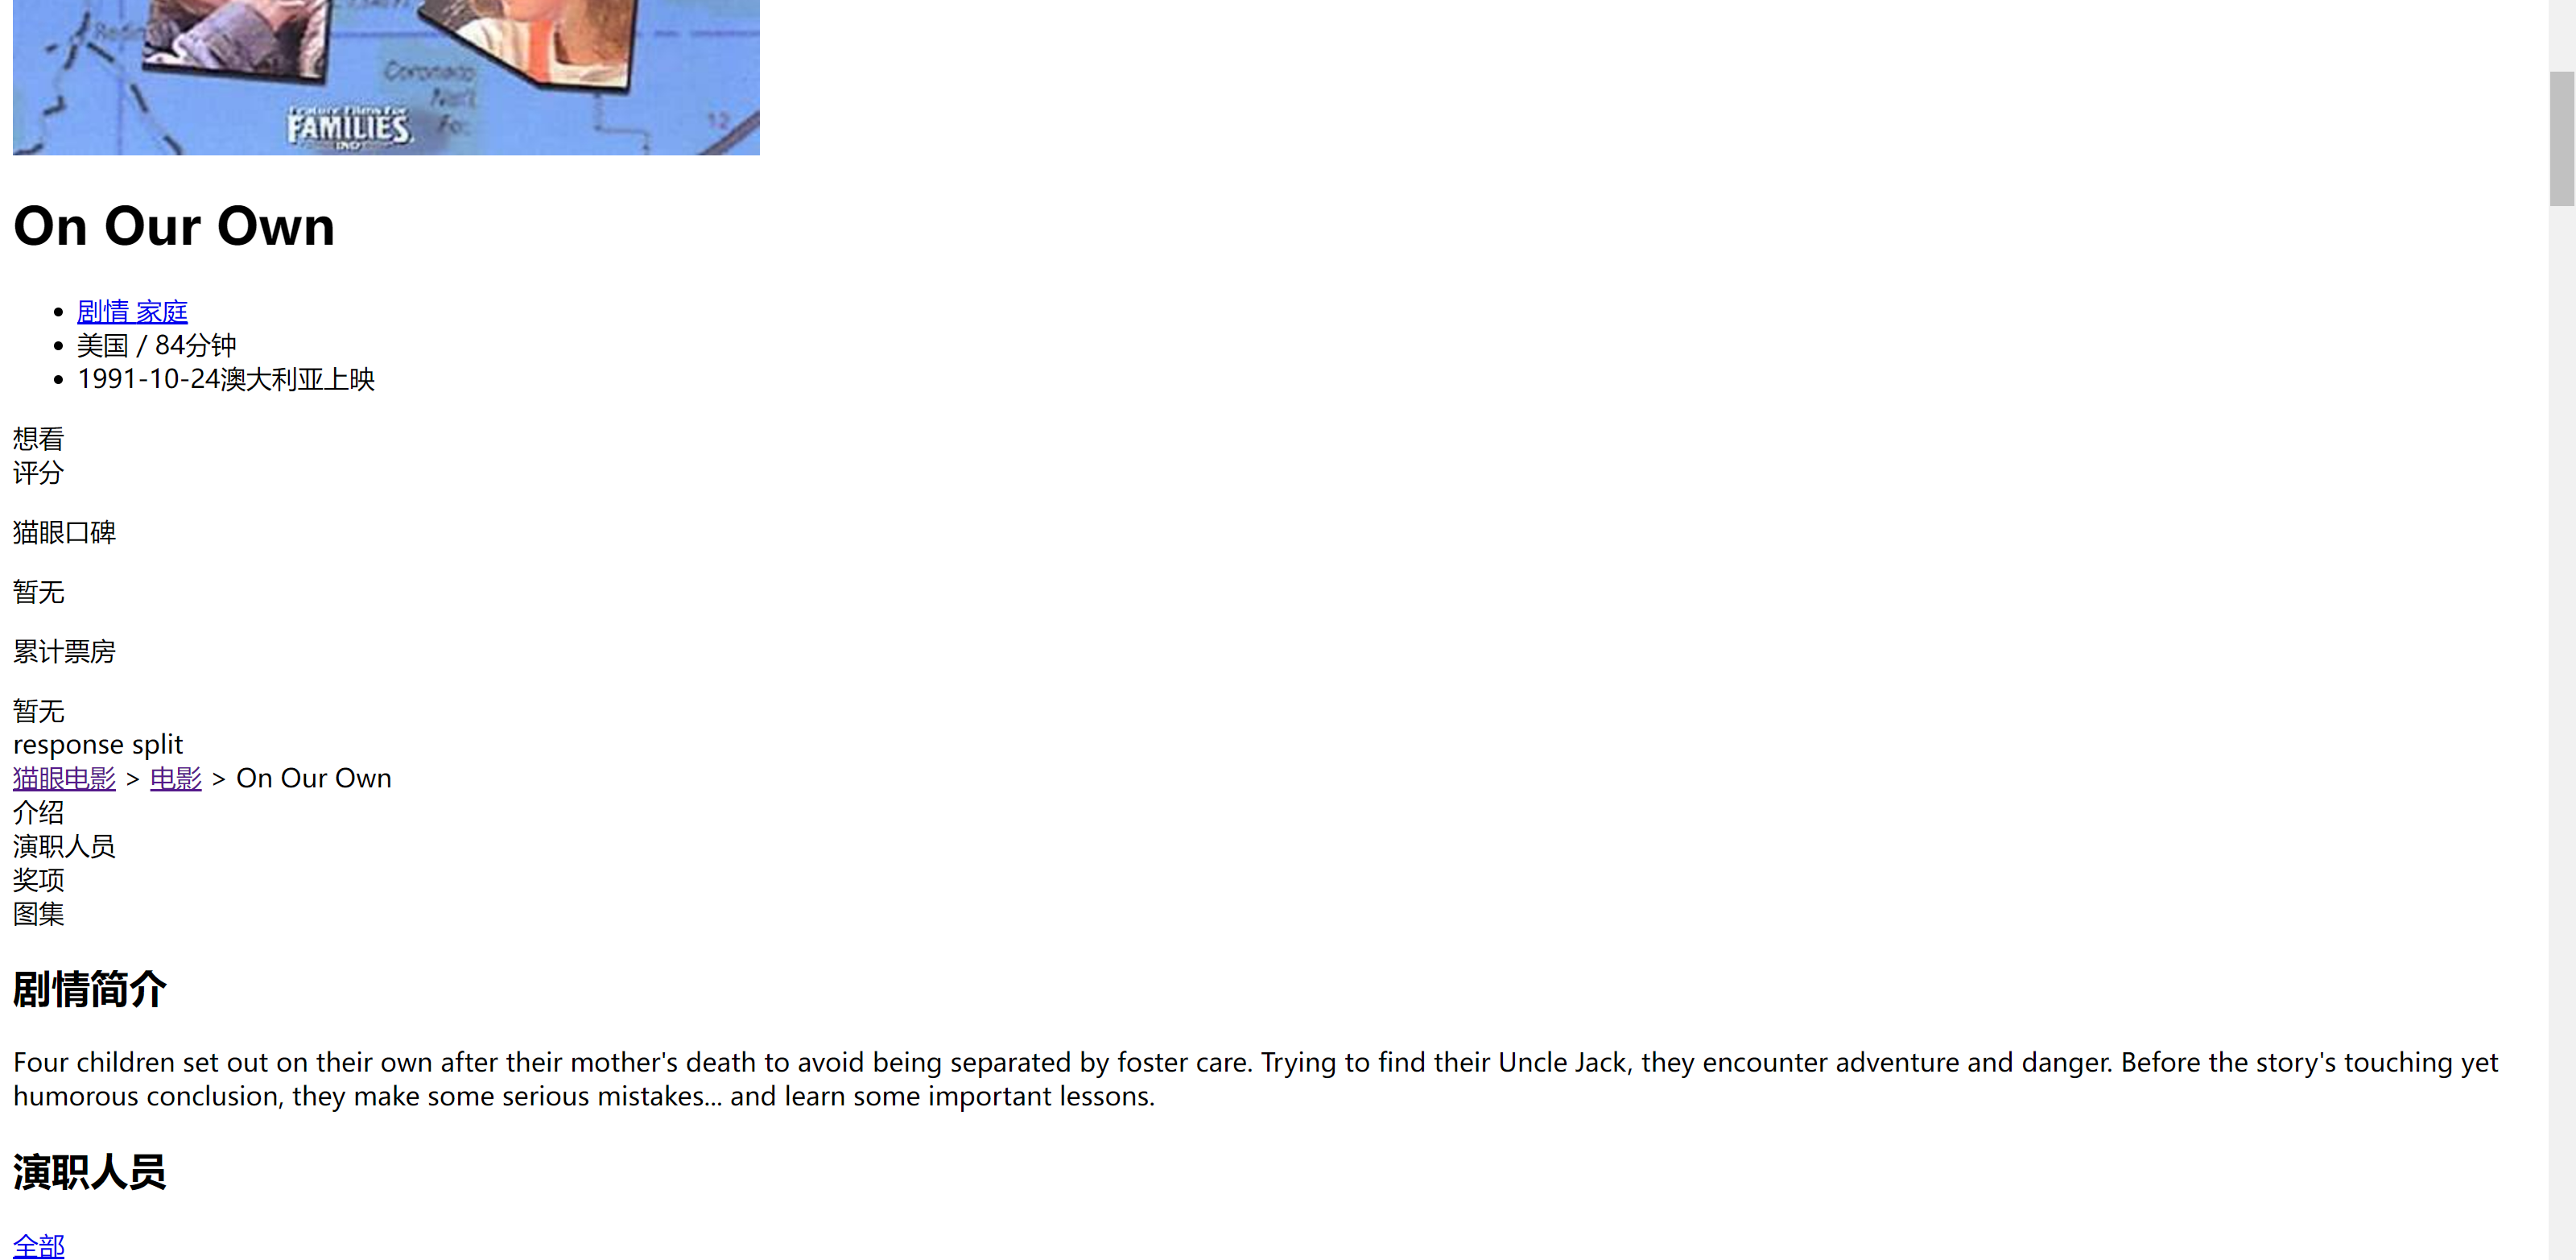 Coronado
Nat'l
Feature Films For
FAMILIES.
12
On Our Own
剧情 家庭
美国 / 84分钟
1991-10-24澳大利亚上映
想看
评分
猫眼口碑
暂无
累计票房
暂无
response split
猫眼电影 > 电影 > On Our Own
介绍
演职人员
奖项
图集
剧情简介
Four children set out on their own after their mother's death to avoid being separated by foster care. Trying to find their Uncle Jack, they encounter adventure and danger. Before the story's touching yet
humorous conclusion, they make some serious mistakes... and learn some important lessons.
演职人员
全部